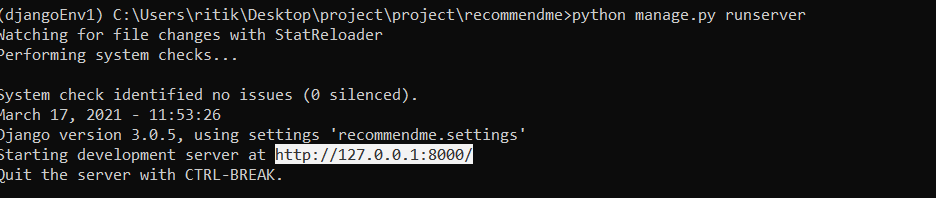 (djangoEnv1) C:\Users\ritik\Desktop\project\project\recommendme>python manage.py runserver
Watching for file changes with StatReloader
Performing system checks...
System check identified no issues (0 silenced).
March 17, 2021 - 11:53:26
Django version 3.0.5, using settings 'recommendme.settings'
Starting development server at http://127.0.0.1:8000/
Quit the server with CTRL-BREAK.